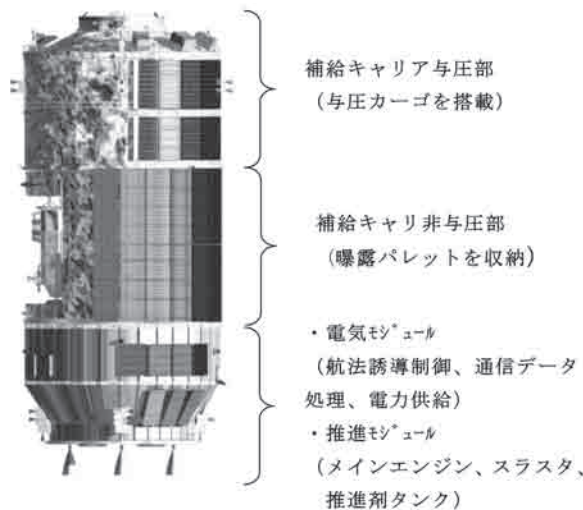 補給キャリア与圧部
（与圧カーゴを搭載）
補給キャリ非与圧部
（曝露パレットを収納）
・電気ﾓｼﾞｭｰﾙ
（航法誘導制御、通信データ
処理、電力供給）
・推進ﾓｼﾞｭｰﾙ
（メインエンジン、スラスタ、
推進剤タンク）